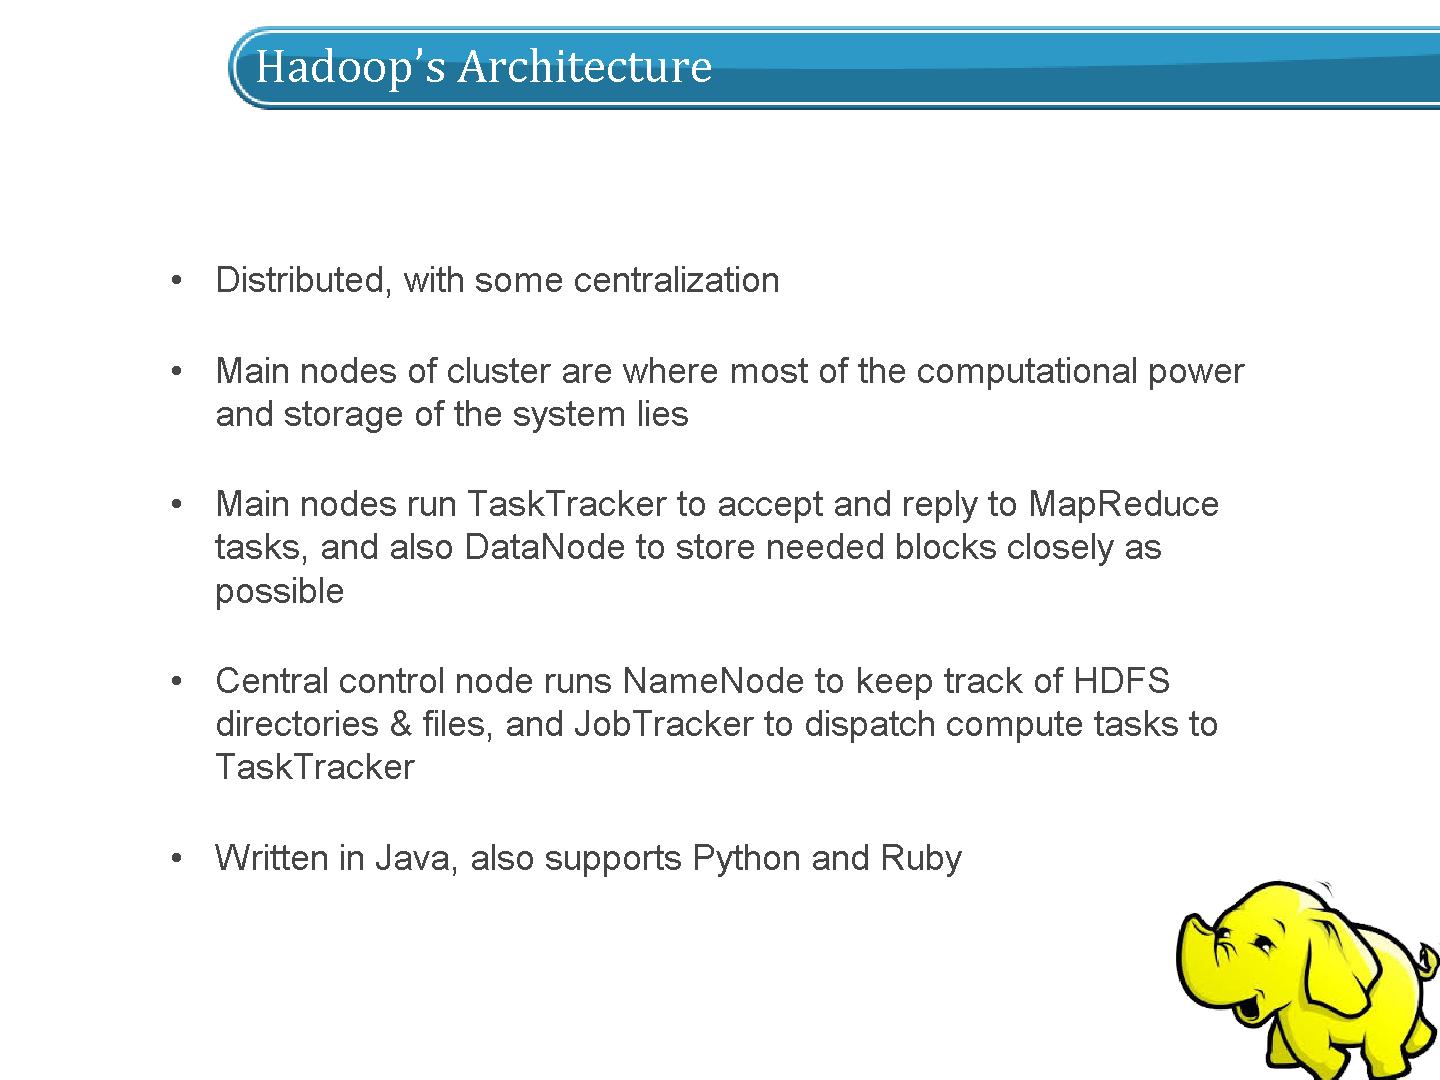 Hadoop’s Architecture
• Distributed, with some centralization
• Main nodes of cluster are where most of the computational power
and storage of the system lies
• Main nodes run TaskTracker to accept and reply to MapReduce
tasks, and also DataNode to store needed blocks closely as
possible
• Central control node runs NameNode to keep track of HDFS
directories & files, and JobTracker to dispatch compute tasks to
TaskTracker
• Written in Java, also supports Python and Ruby